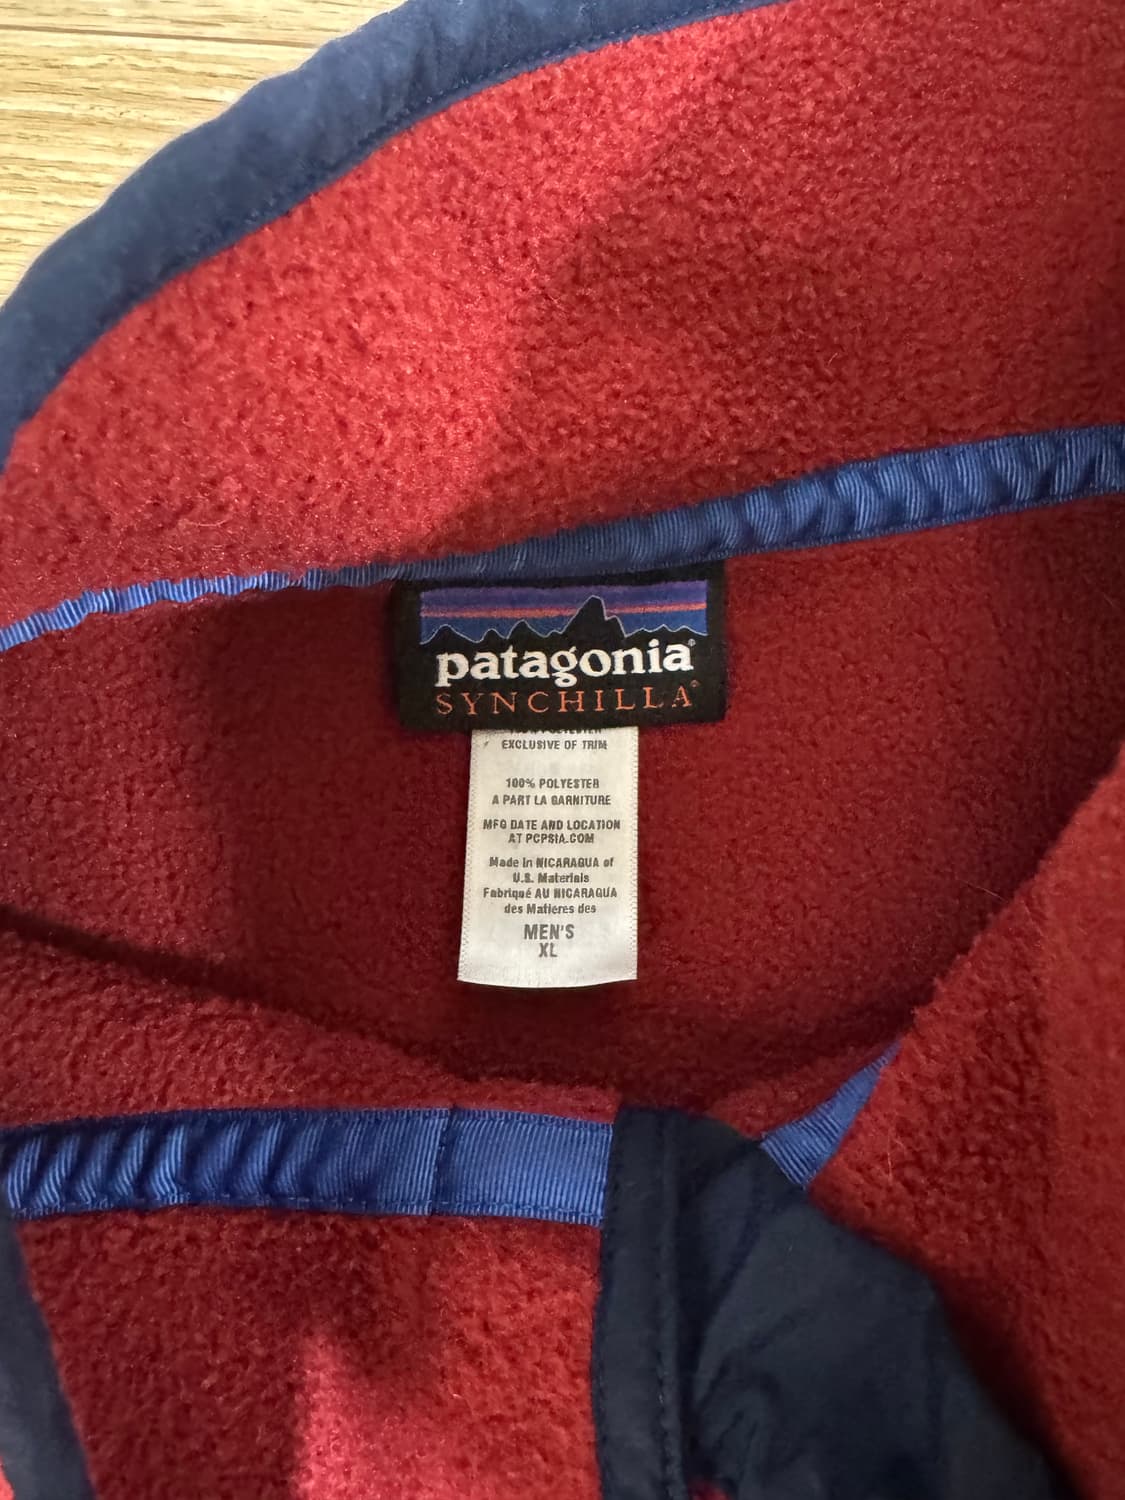 patagonia®
SYNCHILLA®
EXCLUSIVE OF TRIM
100% POLYESTER
A PART LA GARNITURE
MFG DATE AND LOCATION
AT PCPSIA.COM
Made in NICARAGUA of
U.S. Materials
Fabriqué AU NICARAGUA
des Matieres des
MEN'S
XL